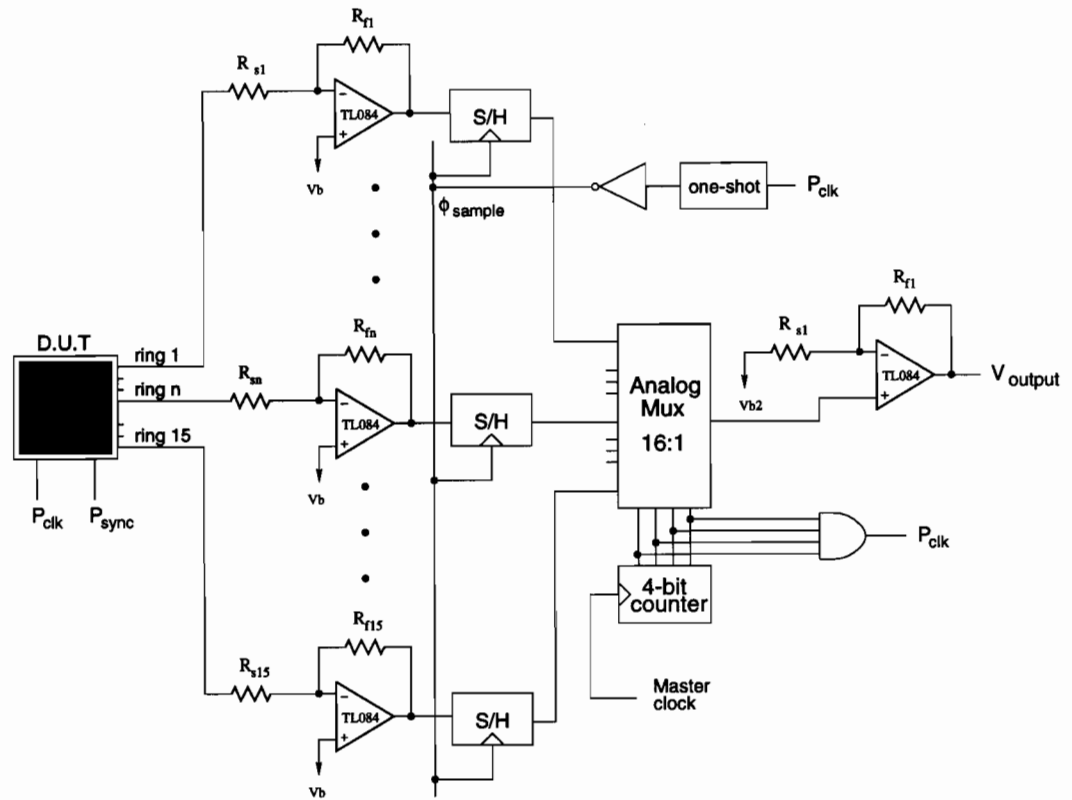 R f1
R s1
TL084
Vb
S/H
ϕ sample
one-shot
P clk
D.U.T
ring 1
ring n
ring 15
P clk
P sync
R fn
R sn
TL084
Vb
S/H
Analog
Mux
16:1
R f1
R s1
TL084
Vb2
V output
P clk
4-bit
counter
Master
clock
R f15
R s15
TL084
Vb
S/H